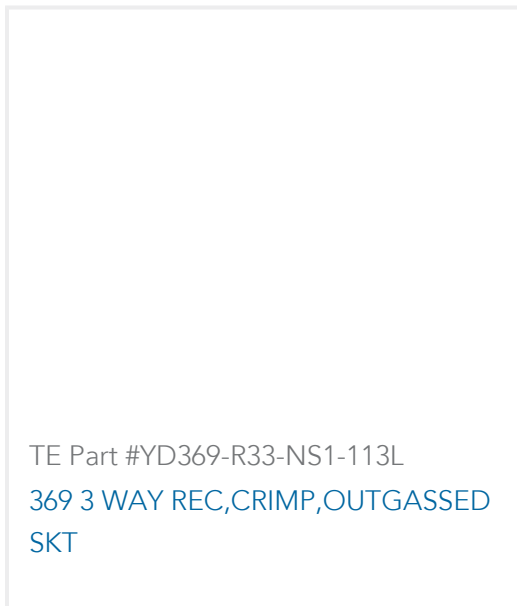 TE Part #YD369-R33-NS1-113L
369 3 WAY REC,CRIMP,OUTGASSED
SKT